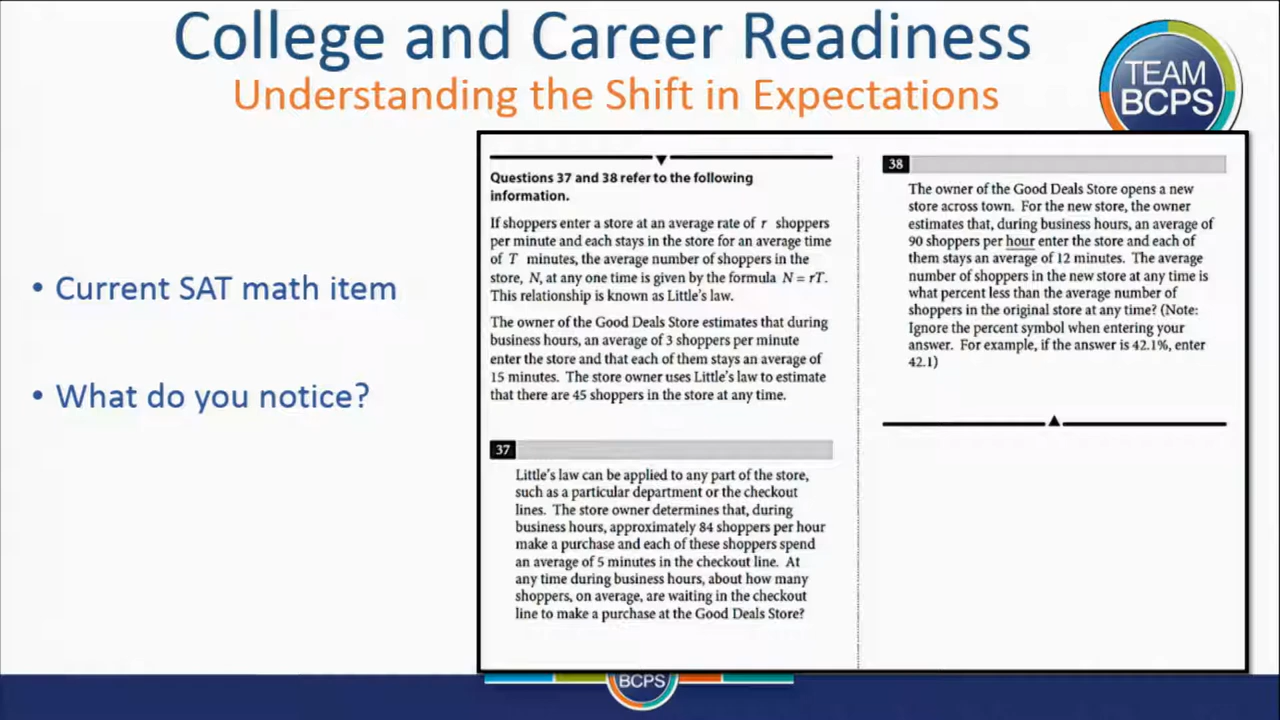 College and Career Readiness
Understanding the Shift in Expectations
TEAM
BCPS
• Current SAT math item
• What do you notice?
Questions 37 and 38 refer to the following
information.
If shoppers enter a store at an average rate of r shoppers
per minute and each stays in the store for an average time
of T minutes, the average number of shoppers in the
store, N, at any one time is given by the formula N = rT.
This relationship is known as Little's law.
The owner of the Good Deals Store estimates that during
business hours, an average of 3 shoppers per minute
enter the store and that each of them stays an average of
15 minutes. The store owner uses Little's law to estimate
that there are 45 shoppers in the store at any time.
37
Little's law can be applied to any part of the store,
such as a particular department or the checkout
lines. The store owner determines that, during
business hours, approximately 84 shoppers per hour
make a purchase and each of these shoppers spend
an average of 5 minutes in the checkout line. At
any time during business hours, about how many
shoppers, on average, are waiting in the checkout
line to make a purchase at the Good Deals Store?
38
The owner of the Good Deals Store opens a new
store across town. For the new store, the owner
estimates that, during business hours, an average of
90 shoppers per hour enter the store and each of
them stays an average of 12 minutes. The average
number of shoppers in the new store at any time is
what percent less than the average number of
shoppers in the original store at any time? (Note:
Ignore the percent symbol when entering your
answer. For example, if the answer is 42.1%, enter
42.1)
BCPS